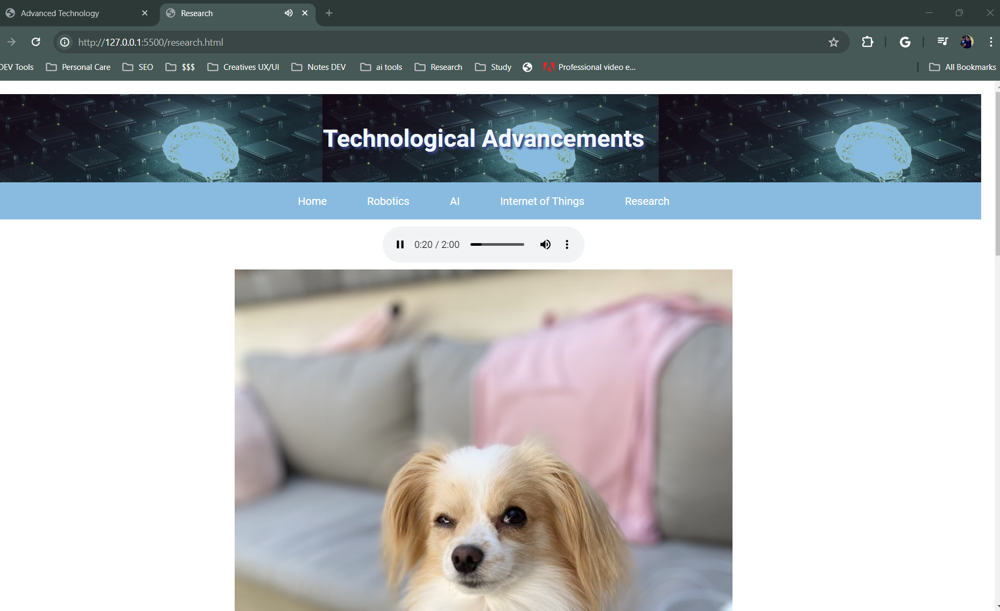 Advanced Technology
Research
http://127.0.0.1:5500/research.html
DEV Tools Personal Care SEO $$$ Creatives UX/UI Notes DEV ai tools Research Study Professional video e... All Bookmarks
Technological Advancements
Home Robotics AI Internet of Things Research
0:20 / 2:00